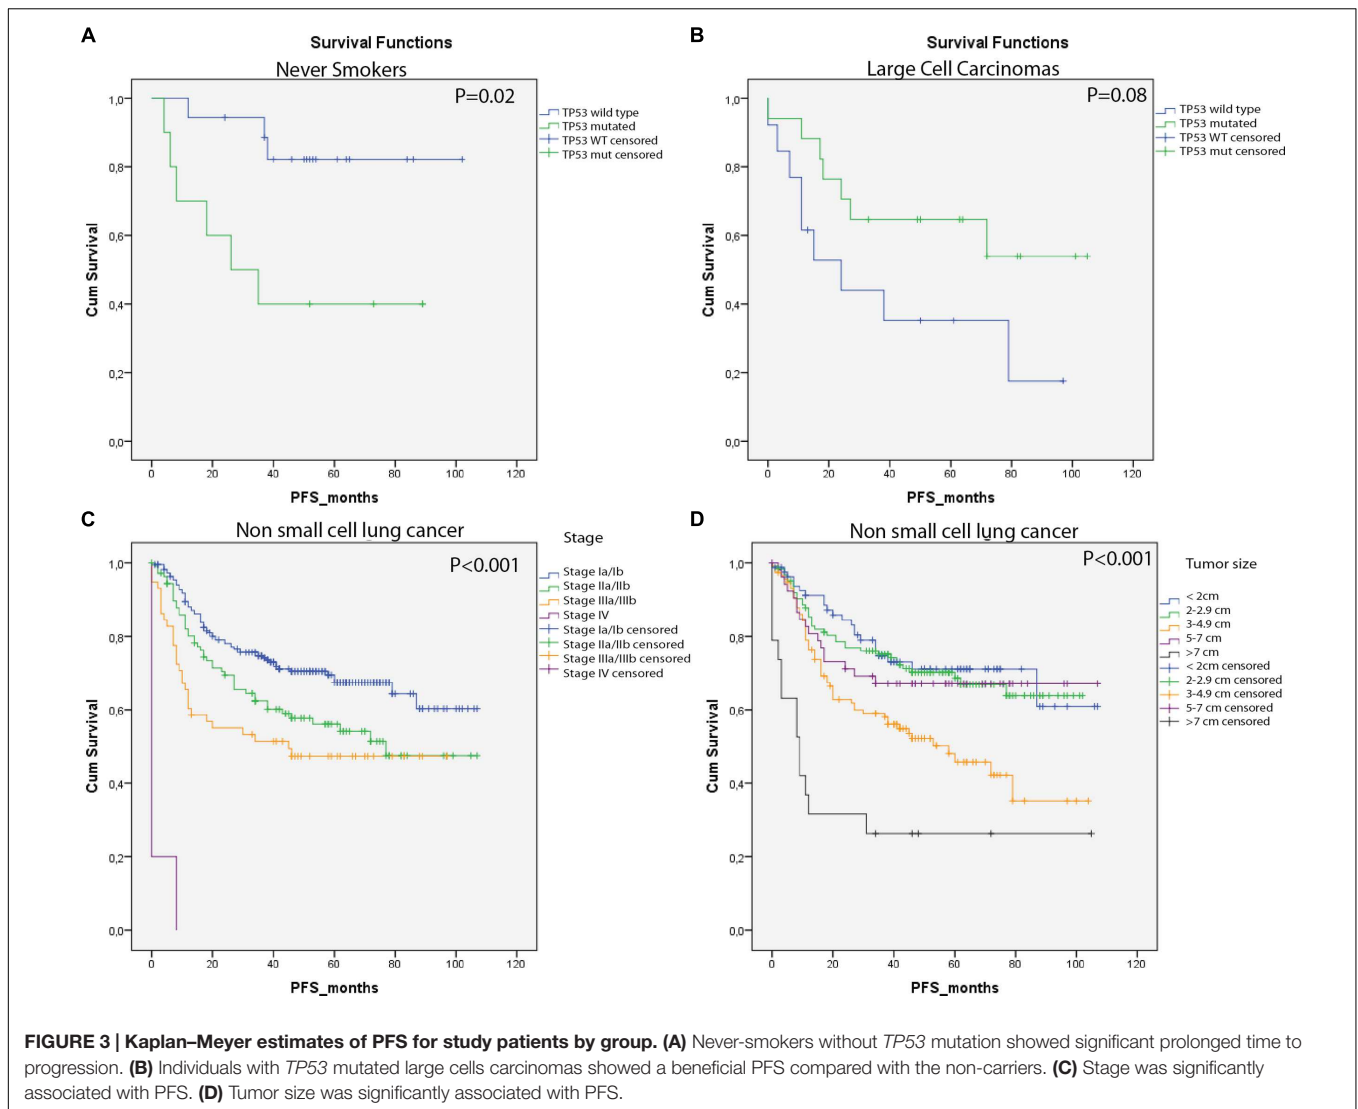 A
Survival Functions
Never Smokers
P=0.02
1,0
0,8
0,6
0,4
0,2
0,0
Cum Survival
0 20 40 60 80 100 120
PFS_months
TP53 wild type
TP53 mutated
TP53 WT censored
TP53 mut censored
B
Survival Functions
Large Cell Carcinomas
P=0.08
1,0
0,8
0,6
0,4
0,2
0,0
Cum Survival
0 20 40 60 80 100 120
PFS_months
TP53 wild type
TP53 mutated
TP53 WT censored
TP53 mut censored
C
Non small cell lung cancer
P<0.001
1,0
0,8
0,6
0,4
0,2
0,0
Cum Survival
0 20 40 60 80 100 120
PFS_months
Stage
Stage Ia/Ib
Stage IIa/IIb
Stage IIIa/IIIb
Stage IV
Stage Ia/Ib censored
Stage IIa/IIb censored
Stage IIIa/IIIb censored
Stage IV censored
D
Non small cell lung cancer
P<0.001
1,0
0,8
0,6
0,4
0,2
0,0
Cum Survival
0 20 40 60 80 100 120
PFS_months
Tumor size
< 2cm
2-2.9 cm
3-4.9 cm
5-7 cm
>7 cm
< 2cm censored
2-2.9 cm censored
3-4.9 cm censored
5-7 cm censored
>7 cm censored
FIGURE 3 | Kaplan–Meyer estimates of PFS for study patients by group. (A) Never-smokers without TP53 mutation showed significant prolonged time to
progression. (B) Individuals with TP53 mutated large cells carcinomas showed a beneficial PFS compared with the non-carriers. (C) Stage was significantly
associated with PFS. (D) Tumor size was significantly associated with PFS.